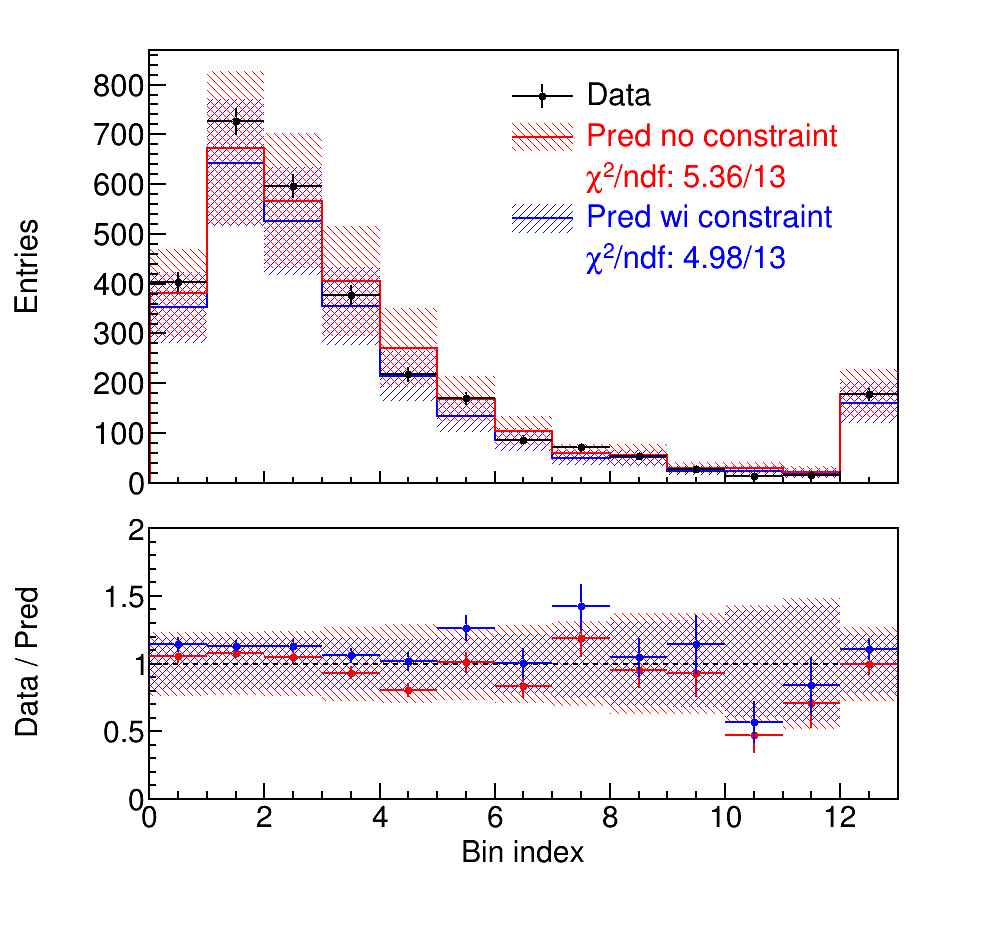 800
700
600
500
400
300
200
100
0
Entries
Data
Pred no constraint
χ²/ndf: 5.36/13
Pred wi constraint
χ²/ndf: 4.98/13
2
1.5
1
0.5
0
Data / Pred
0 2 4 6 8 10 12
Bin index